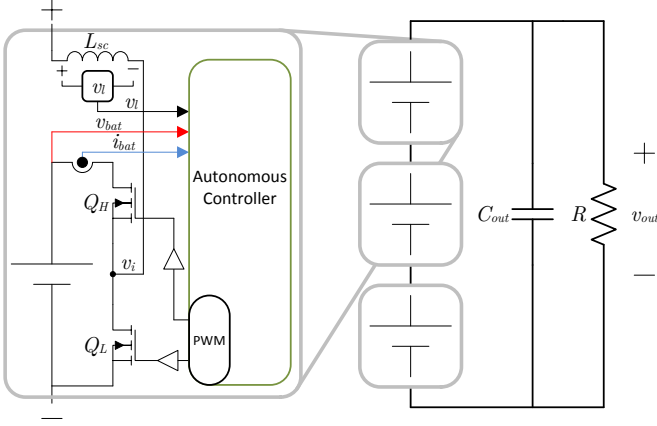 +
L_sc
+ −
v_l
v_l
v_bat
i_bat
Autonomous
Controller
Q_H
v_i
Q_L
PWM
−
C_out
R
+
v_out
−